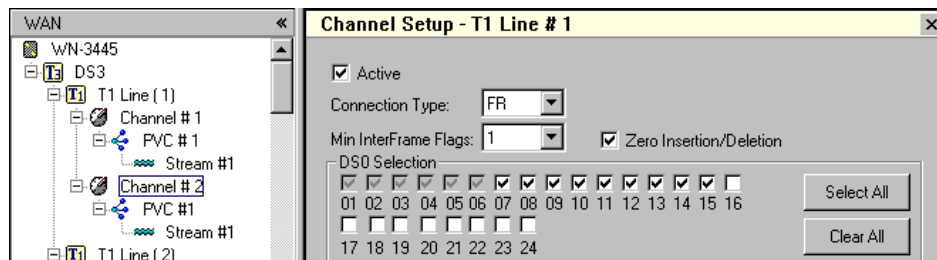 WAN «
WN-3445
T3 DS3
T1 T1 Line ( 1)
Channel # 1
PVC # 1
Stream #1
Channel # 2
PVC #1
Stream #1
T1 T1 Line ( 2)
Channel Setup - T1 Line # 1
Active
Connection Type: FR
Min InterFrame Flags: 1 Zero Insertion/Deletion
DS0 Selection
01 02 03 04 05 06 07 08 09 10 11 12 13 14 15 16
17 18 19 20 21 22 23 24
Select All
Clear All